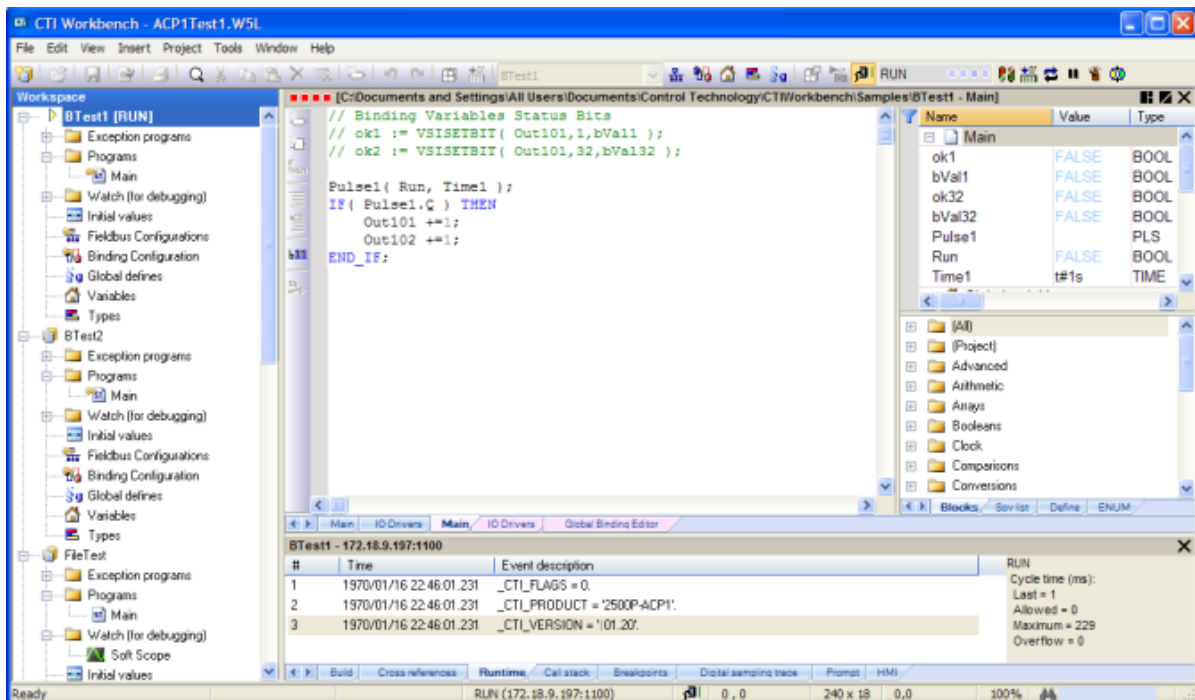 CTI Workbench - ACP1Test1.W5L
File Edit View Insert Project Tools Window Help
BTest1
RUN
Workspace
BTest1 [RUN]
Exception programs
Programs
Main
Watch (for debugging)
Initial values
Fieldbus Configurations
Binding Configuration
Global defines
Variables
Types
BTest2
Exception programs
Programs
Main
Watch (for debugging)
Initial values
Fieldbus Configurations
Binding Configuration
Global defines
Variables
Types
FileTest
Exception programs
Programs
Main
Watch (for debugging)
Soft Scope
Initial values
[C:\Documents and Settings\All Users\Documents\Control Technology\CTIWorkbench\Samples\BTest1 - Main]
// Binding Variables Status Bits
// ok1 := VSISETBIT( Out101,1,bVal1 );
// ok2 := VSISETBIT( Out101,32,bVal32 );
Pulse1( Run, Time1 );
IF( Pulse1.Q ) THEN
Out101 +=1;
Out102 +=1;
END_IF;
Name Value Type
Main
ok1 FALSE BOOL
bVal1 FALSE BOOL
ok32 FALSE BOOL
bVal32 FALSE BOOL
Pulse1 PLS
Run FALSE BOOL
Time1 t#1s TIME
(All)
(Project)
Advanced
Arithmetic
Arrays
Booleans
Clock
Comparisons
Conversions
Blocks Spy list Define ENUM
Main IO Drivers Main IO Drivers Global Binding Editor
BTest1 - 172.18.9.197:1100
# Time Event description
1 1970/01/16 22:46:01.231 _CTI_FLAGS = 0.
2 1970/01/16 22:46:01.231 _CTI_PRODUCT = '2500P-ACP1'.
3 1970/01/16 22:46:01.231 _CTI_VERSION = '|01.20'.
RUN
Cycle time (ms):
Last = 1
Allowed = 0
Maximum = 229
Overflow = 0
Build Cross references Runtime Call stack Breakpoints Digital sampling trace Prompt HMI
Ready RUN (172.18.9.197:1100) 0 , 0 240 x 18 0,0 100%